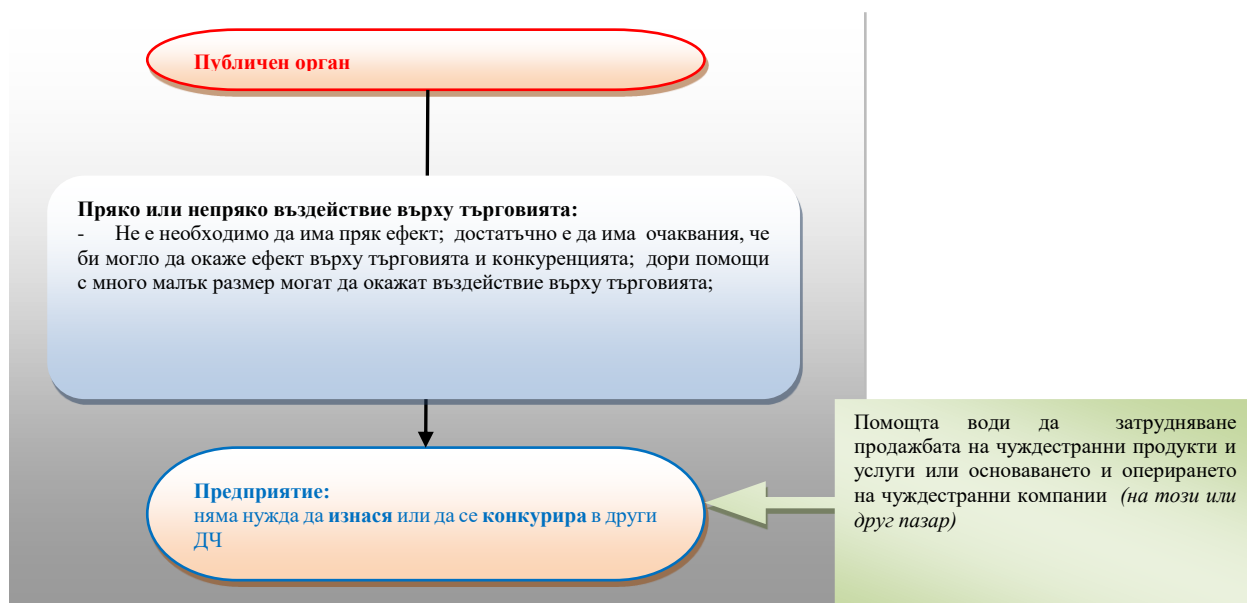 Публичен орган
Пряко или непряко въздействие върху търговията:
- Не е необходимо да има пряк ефект; достатъчно е да има очаквания, че
би могло да окаже ефект върху търговията и конкуренцията; дори помощи
с много малък размер могат да окажат въздействие върху търговията;
Предприятие:
няма нужда да изнася или да се конкурира в други
ДЧ
Помощта води да затрудняване
продажбата на чуждестранни продукти и
услуги или основаването и оперирането
на чуждестранни компании (на този или
друг пазар)